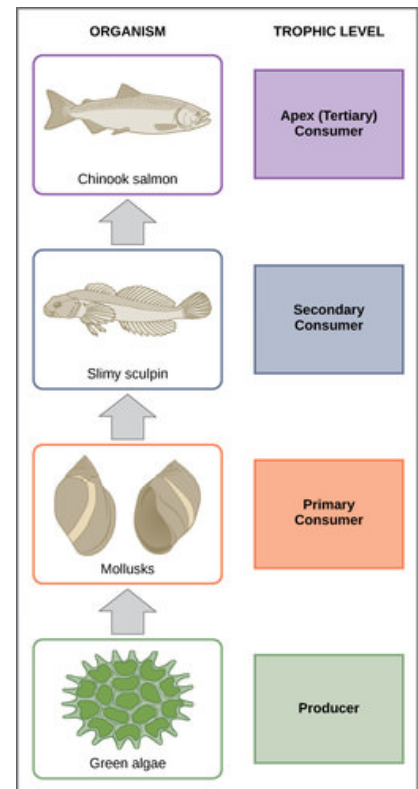 ORGANISM
TROPHIC LEVEL
Chinook salmon
Apex (Tertiary)
Consumer
Slimy sculpin
Secondary
Consumer
Mollusks
Primary
Consumer
Green algae
Producer